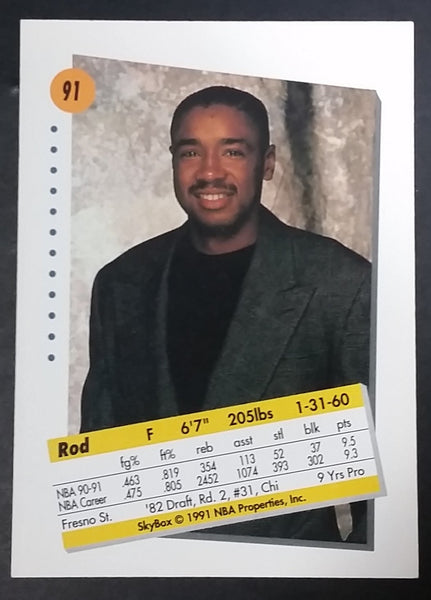 91
Rod F 6'7" 205lbs 1-31-60
fg% ft% reb asst stl blk pts
NBA 90-91 .463 .819 354 113 52 37 9.5
NBA Career .475 .805 2452 1074 393 302 9.3
Fresno St. '82 Draft, Rd. 2, #31, Chi 9 Yrs Pro
SkyBox © 1991 NBA Properties, Inc.